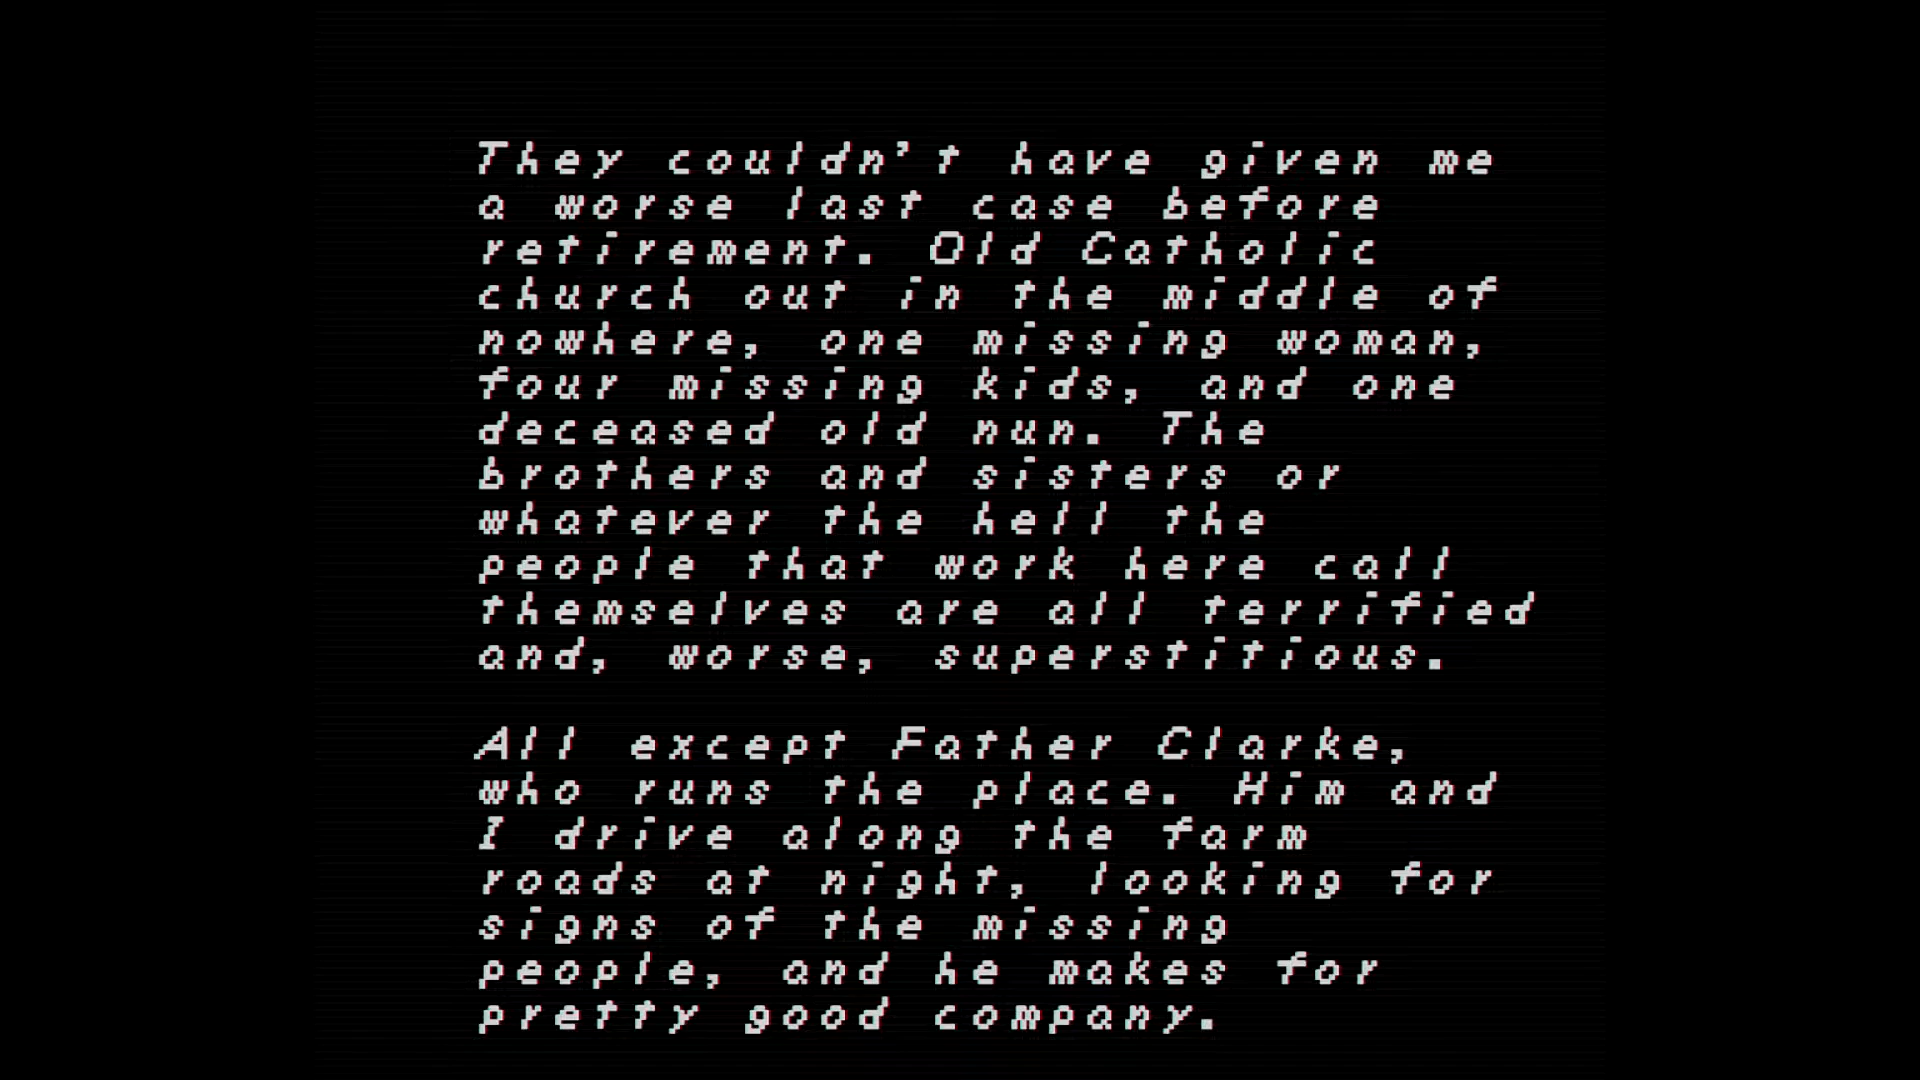 They couldn't have given me
a worse last case before
retirement. Old Catholic
church out in the middle of
nowhere, one missing woman,
four missing kids, and one
deceased old nun. The
brothers and sisters or
whatever the hell the
people that work here call
themselves are all terrified
and, worse, superstitious.
All except Father Clarke,
who runs the place. Him and
I drive along the farm
roads at night, looking for
signs of the missing
people, and he makes for
pretty good company.